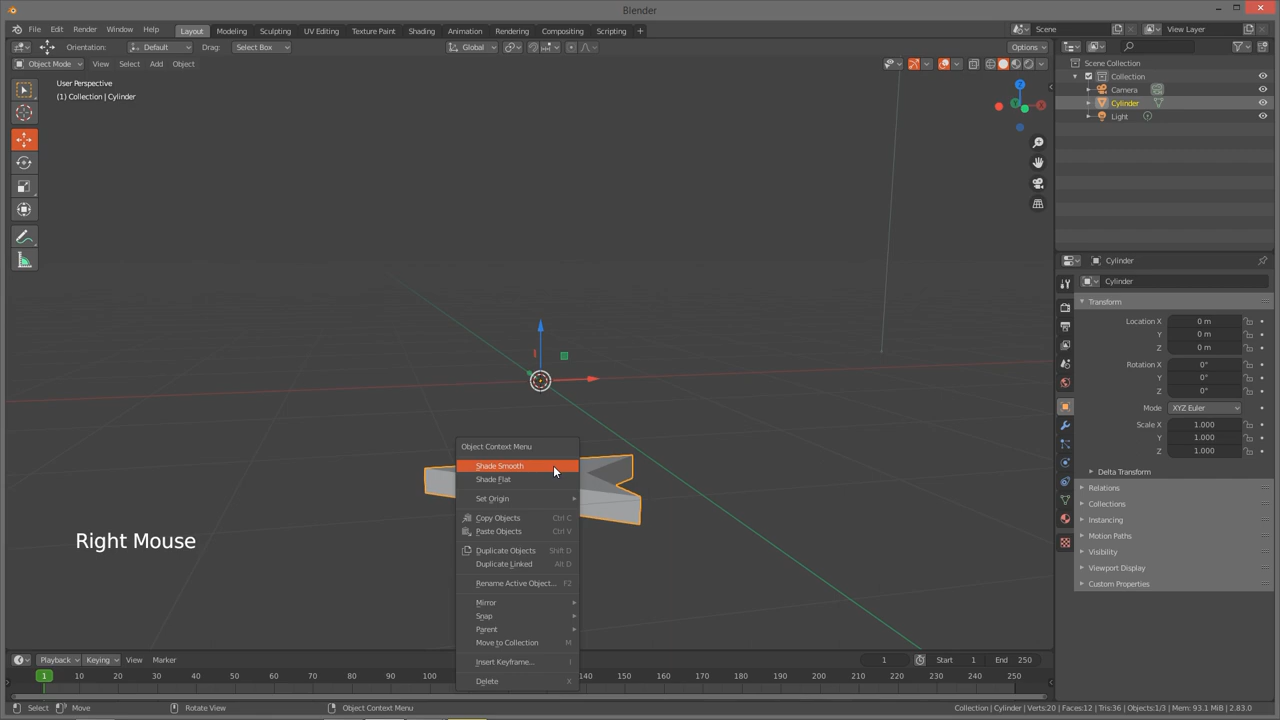 Blender
File Edit Render Window Help Layout Modeling Sculpting UV Editing Texture Paint Shading Animation Rendering Compositing Scripting + Scene View Layer
Orientation: Default Drag: Select Box Global Options
Object Mode View Select Add Object
User Perspective
(1) Collection | Cylinder
Z
Y
X
Scene Collection
Collection
Camera
Cylinder
Light
Cylinder
Cylinder
Transform
Location X 0 m
Y 0 m
Z 0 m
Rotation X 0°
Y 0°
Z 0°
Mode XYZ Euler
Scale X 1.000
Y 1.000
Z 1.000
Delta Transform
Relations
Collections
Instancing
Motion Paths
Visibility
Viewport Display
Custom Properties
Object Context Menu
Shade Smooth
Shade Flat
Set Origin
Copy Objects Ctrl C
Paste Objects Ctrl V
Duplicate Objects Shift D
Duplicate Linked Alt D
Rename Active Object... F2
Mirror
Snap
Parent
Move to Collection M
Insert Keyframe... I
Delete X
Right Mouse
Playback Keying View Marker 1 Start 1 End 250
1 10 20 30 40 50 60 70 80 90 100 140 150 160 170 180 190 200 210 220 230 240 250
Select Move Rotate View Object Context Menu Collection | Cylinder | Verts:20 | Faces:12 | Tris:36 | Objects:1/3 | Mem: 93.1 MiB | 2.83.0